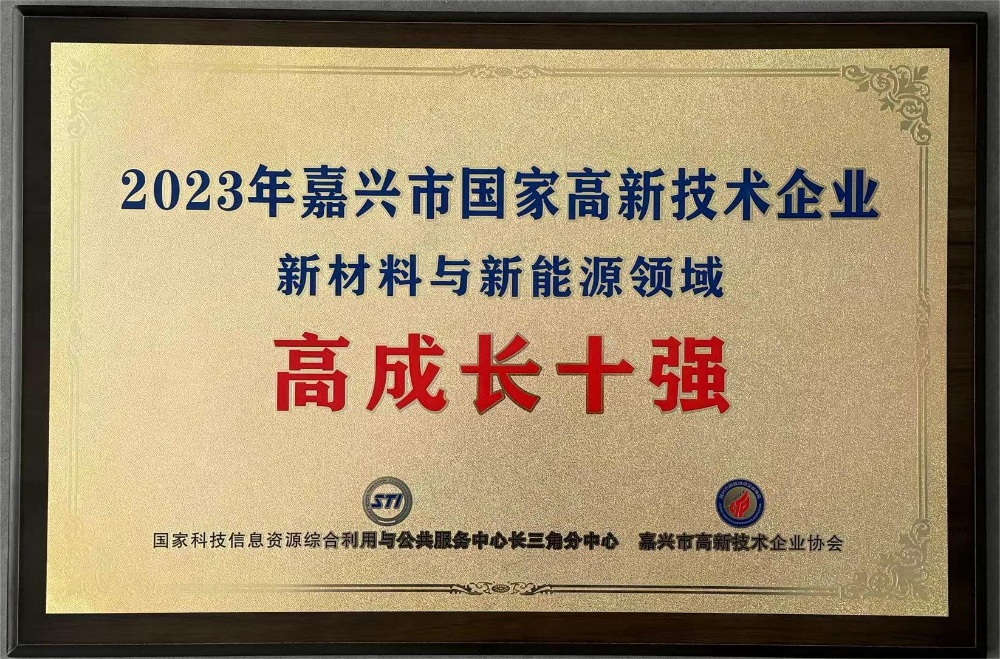 2023年嘉兴市国家高新技术企业
新材料与新能源领域
高成长十强
STI
国家科技信息资源综合利用与公共服务中心长三角分中心 嘉兴市高新技术企业协会